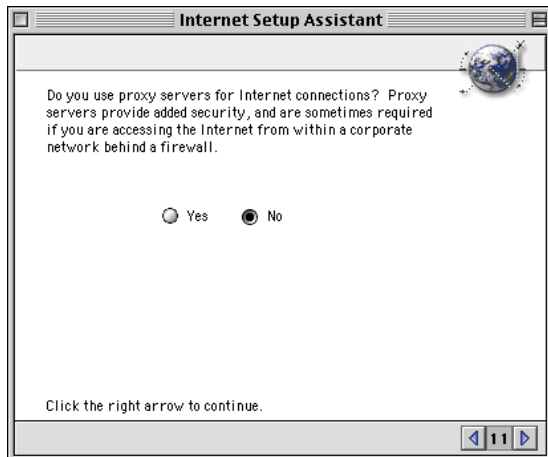 Internet Setup Assistant
Do you use proxy servers for Internet connections? Proxy
servers provide added security, and are sometimes required
if you are accessing the Internet from within a corporate
network behind a firewall.
Yes No
Click the right arrow to continue.
11